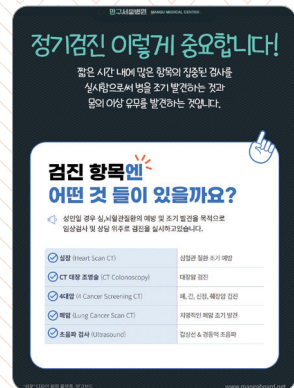 만구서울병원 MANGU MEDICAL CENTER
정기검진 이렇게 중요합니다!
짧은 시간 내에 많은 항목의 집중된 검사를
실시함으로써 병을 조기 발견하는 것과
몸의 이상 유무를 발견하는 것입니다.
검진 항목엔
어떤 것 들이 있을까요?
성인일 경우 심,뇌혈관질환의 예방 및 조기 발견을 목적으로
임상검사 및 상담 위주로 검진을 실시하고있습니다.
심장 (Heart Scan CT) 심혈관 질환 조기 예방
CT 대장 조영술 (CT Colonoscopy) 대장암 검진
4대암 (4 Cancer Screening CT) 폐, 간, 신장, 췌장암 검진
폐암 (Lung Cancer Scan CT) 치명적인 폐암 조기 발견
초음파 검사 (Ultrasound) 갑상선 & 경동맥 초음파
www.mangoboard.net